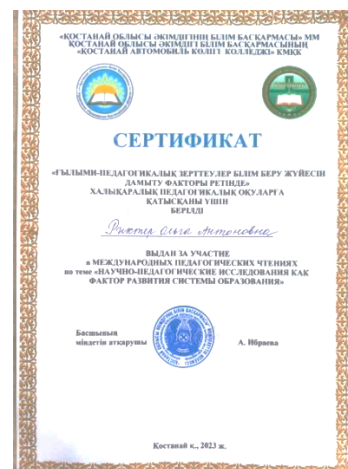 «ҚОСТАНАЙ ОБЛЫСЫ ӘКІМДІГІНІҢ БІЛІМ БАСҚАРМАСЫ» ММ
ҚОСТАНАЙ ОБЛЫСЫ ӘКІМДІГІ БІЛІМ БАСҚАРМАСЫНЫҢ
«ҚОСТАНАЙ АВТОМОБИЛЬ КӨЛІГІ КОЛЛЕДЖІ» КМҚК
СЕРТИФИКАТ
«ҒЫЛЫМИ-ПЕДАГОГИКАЛЫҚ ЗЕРТТЕУЛЕР БІЛІМ БЕРУ ЖҮЙЕСІН
ДАМЫТУ ФАКТОРЫ РЕТІНДЕ»
ХАЛЫҚАРАЛЫҚ ПЕДАГОГИКАЛЫҚ ОҚУЛАРҒА
ҚАТЫСҚАНЫ ҮШІН
БЕРІЛДІ
Рихтер Ольга Антоновна
ВЫДАН ЗА УЧАСТИЕ
в МЕЖДУНАРОДНЫХ ПЕДАГОГИЧЕСКИХ ЧТЕНИЯХ
по теме «НАУЧНО-ПЕДАГОГИЧЕСКИЕ ИССЛЕДОВАНИЯ КАК
ФАКТОР РАЗВИТИЯ СИСТЕМЫ ОБРАЗОВАНИЯ»
Басшының
міндетін атқарушы
А. Ибраева
Қостанай қ., 2023 ж.